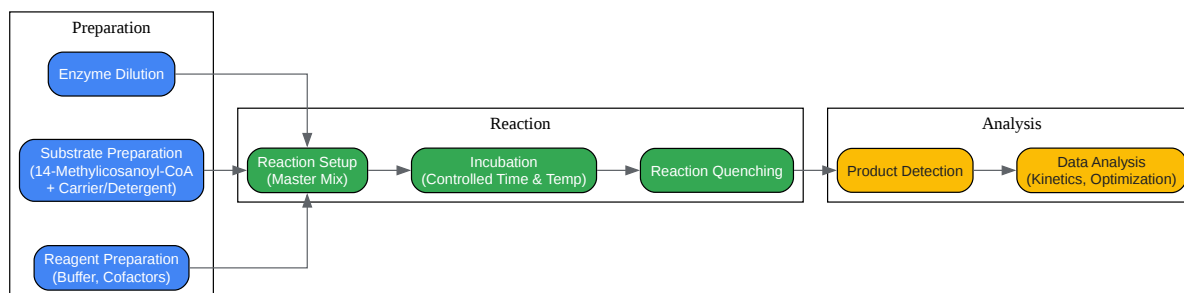 Preparation
Enzyme Dilution
Substrate Preparation
(14-Methylicosanoyl-CoA
+ Carrier/Detergent)
Reagent Preparation
(Buffer, Cofactors)
Reaction
Reaction Setup
(Master Mix)
Incubation
(Controlled Time & Temp)
Reaction Quenching
Analysis
Product Detection
Data Analysis
(Kinetics, Optimization)